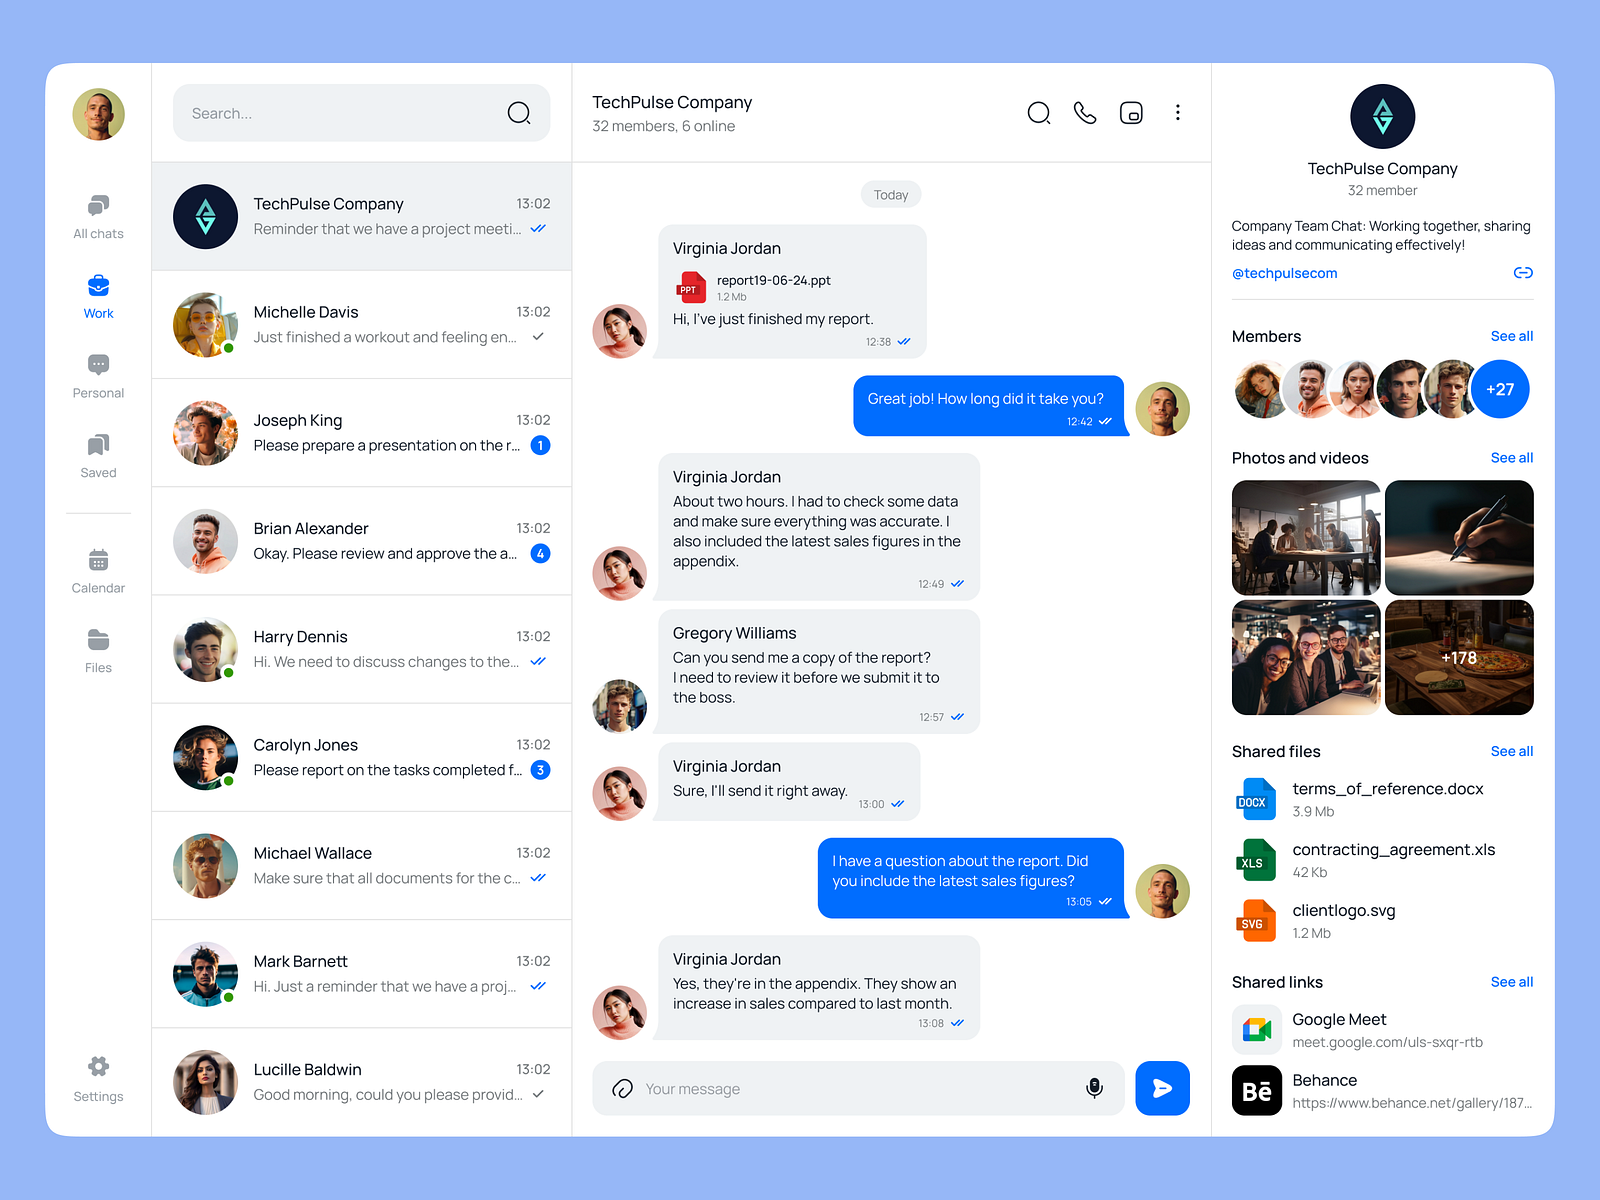 All chats
Work
Personal
Saved
Calendar
Files
Settings
Search...
TechPulse Company
13:02
Reminder that we have a project meeti...
Michelle Davis
13:02
Just finished a workout and feeling en...
Joseph King
13:02
Please prepare a presentation on the r...
1
Brian Alexander
13:02
Okay. Please review and approve the a...
4
Harry Dennis
13:02
Hi. We need to discuss changes to the...
Carolyn Jones
13:02
Please report on the tasks completed f...
3
Michael Wallace
13:02
Make sure that all documents for the c...
Mark Barnett
13:02
Hi. Just a reminder that we have a proj...
Lucille Baldwin
13:02
Good morning, could you please provid...
TechPulse Company
32 members, 6 online
Today
Virginia Jordan
PPT
report19-06-24.ppt
1.2 Mb
Hi, I've just finished my report.
12:38
Great job! How long did it take you?
12:42
Virginia Jordan
About two hours. I had to check some data
and make sure everything was accurate. I
also included the latest sales figures in the
appendix.
12:49
Gregory Williams
Can you send me a copy of the report?
I need to review it before we submit it to
the boss.
12:57
Virginia Jordan
Sure, I'll send it right away.
13:00
I have a question about the report. Did
you include the latest sales figures?
13:05
Virginia Jordan
Yes, they're in the appendix. They show an
increase in sales compared to last month.
13:08
Your message
TechPulse Company
32 member
Company Team Chat: Working together, sharing
ideas and communicating effectively!
@techpulsecom
Members
See all
+27
Photos and videos
See all
+178
Shared files
See all
DOCX
terms_of_reference.docx
3.9 Mb
XLS
contracting_agreement.xls
42 Kb
SVG
clientlogo.svg
1.2 Mb
Shared links
See all
Google Meet
meet.google.com/uls-sxqr-rtb
Bē
Behance
https://www.behance.net/gallery/187...